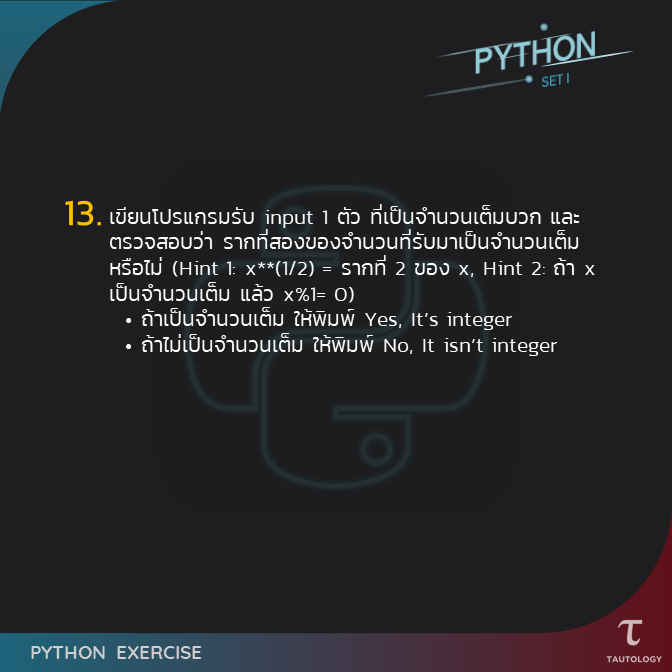 PYTHON
SET I
13. เขียนโปรแกรมรับ input 1 ตัว ที่เป็นจำนวนเต็มบวก และ
ตรวจสอบว่า รากที่สองของจำนวนที่รับมาเป็นจำนวนเต็ม
หรือไม่ (Hint 1: x**(1/2) = รากที่ 2 ของ x, Hint 2: ถ้า x
เป็นจำนวนเต็ม แล้ว x%1= 0)
• ถ้าเป็นจำนวนเต็ม ให้พิมพ์ Yes, It's integer
• ถ้าไม่เป็นจำนวนเต็ม ให้พิมพ์ No, It isn't integer
PYTHON EXERCISE
τ
TAUTOLOGY